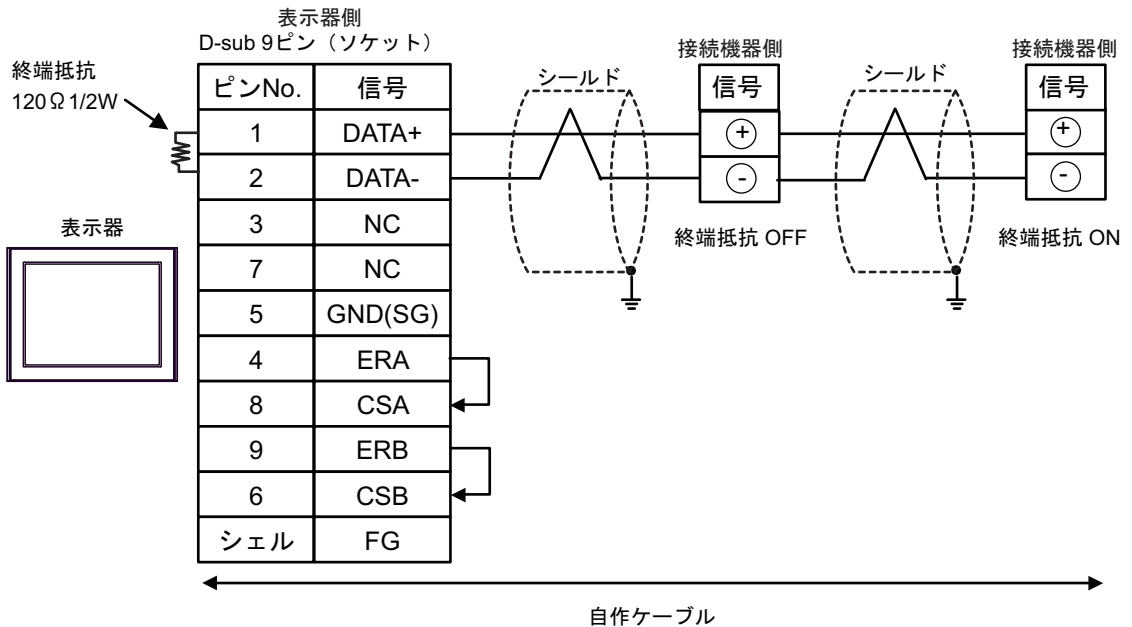 表示器側
D-sub 9ピン（ソケット）
終端抵抗
120Ω1/2W
ピンNo. 信号
1 DATA+
2 DATA-
3 NC
7 NC
5 GND(SG)
4 ERA
8 CSA
9 ERB
6 CSB
シェル FG
表示器
シールド
接続機器側
信号
+
-
終端抵抗 OFF
シールド
接続機器側
信号
+
-
終端抵抗 ON
自作ケーブル